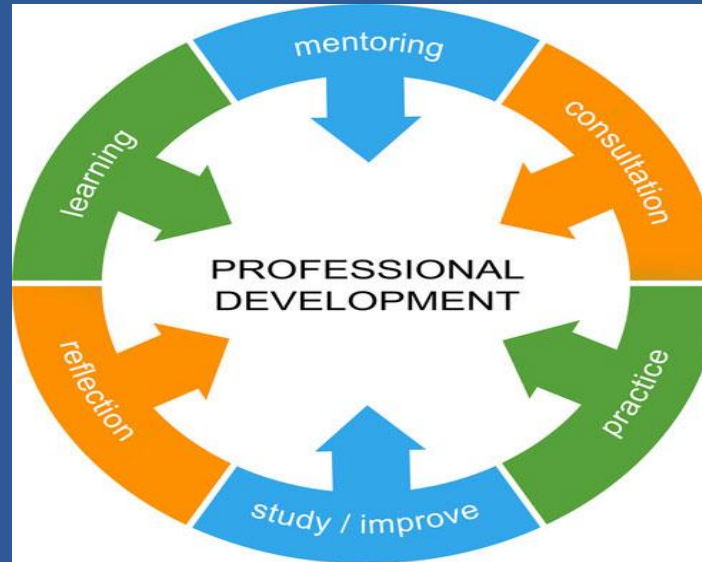 mentoring
consultation
learning
PROFESSIONAL
DEVELOPMENT
reflection
practice
study / improve